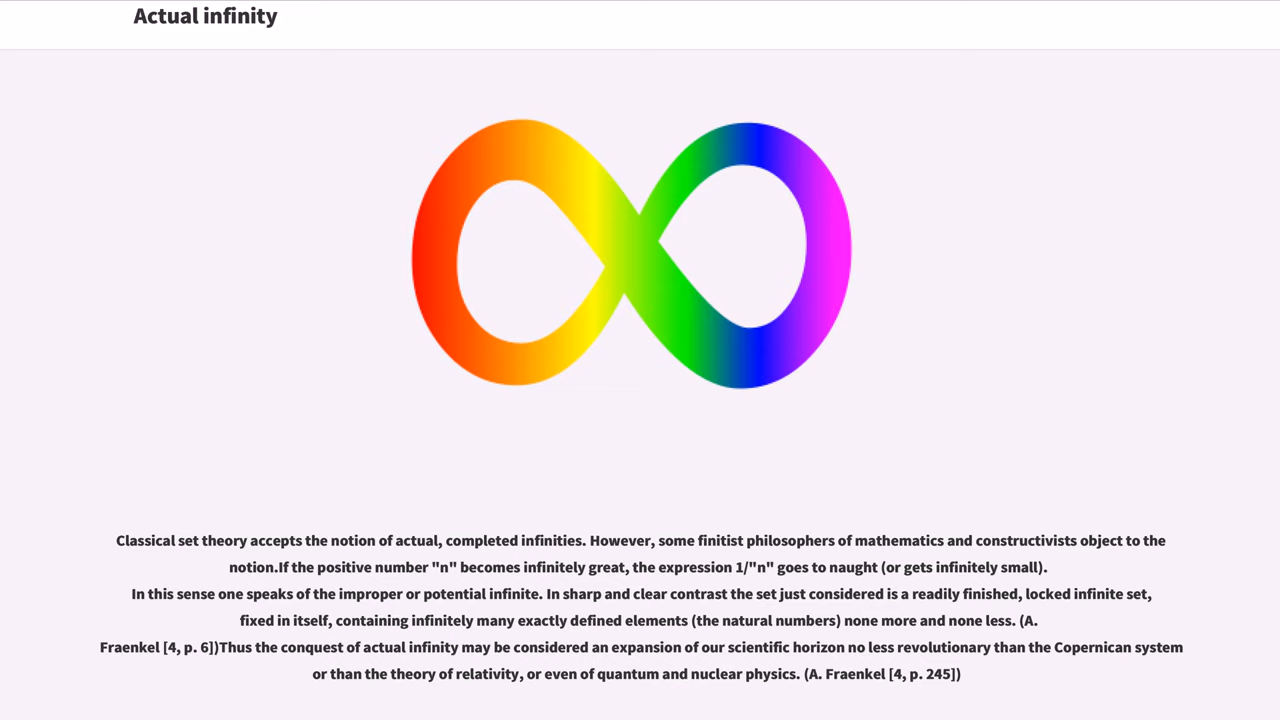 Actual infinity
Classical set theory accepts the notion of actual, completed infinities. However, some finitist philosophers of mathematics and constructivists object to the
notion.If the positive number "n" becomes infinitely great, the expression 1/"n" goes to naught (or gets infinitely small).
In this sense one speaks of the improper or potential infinite. In sharp and clear contrast the set just considered is a readily finished, locked infinite set,
fixed in itself, containing infinitely many exactly defined elements (the natural numbers) none more and none less. (A.
Fraenkel [4, p. 6])Thus the conquest of actual infinity may be considered an expansion of our scientific horizon no less revolutionary than the Copernican system
or than the theory of relativity, or even of quantum and nuclear physics. (A. Fraenkel [4, p. 245])